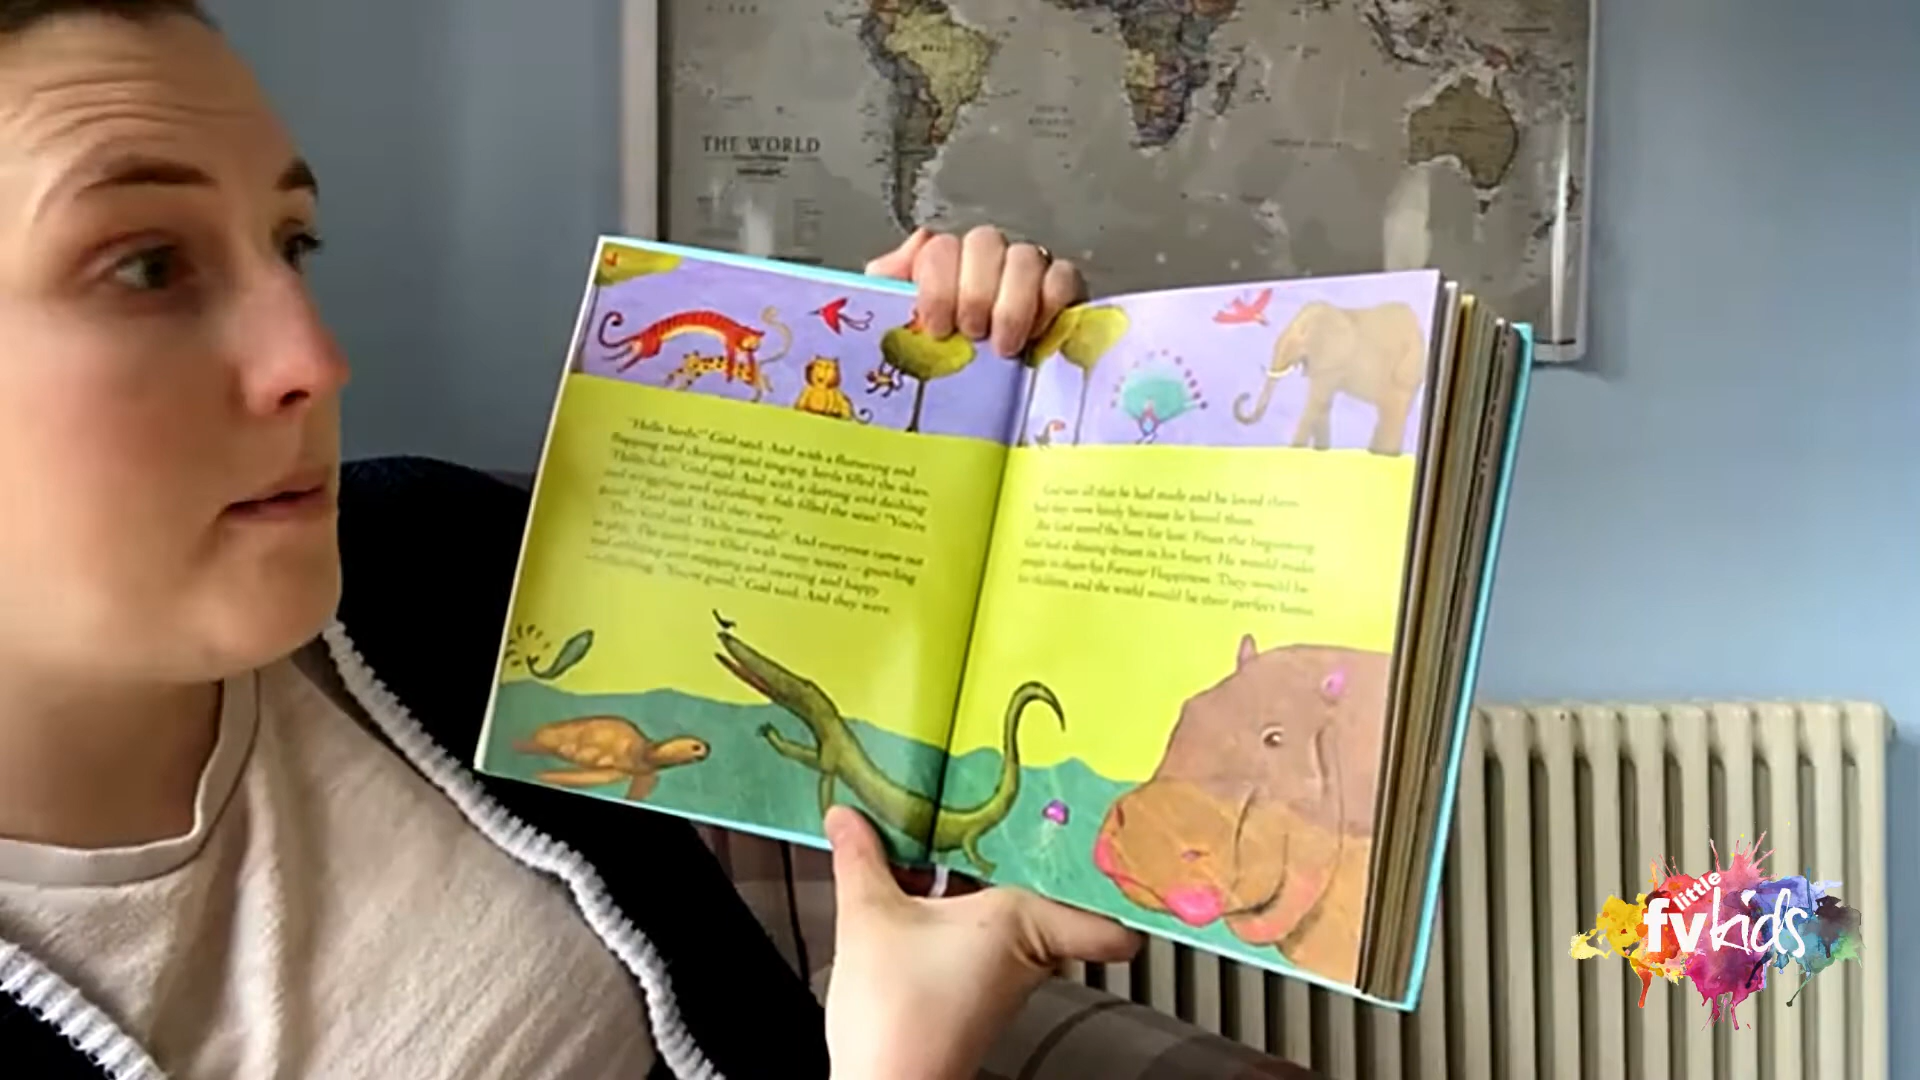 THE WORLD
BRAZIL
"Hello birds!" God said. And with a fluttering and
flapping and chirping and singing, birds filled the skies.
"Hello fish!" God said. And with a darting and dashing
and wriggling and splashing, fish filled the seas! "You're
good," God said. And they were.
Then God said, "Hello animals!" And everyone came out
to play. The earth was filled with noisy noises — growling
and and snapping and snorting and happy
"You're good," God said. And they were.
God saw all that he had made and he loved them.
And they were lovely because he loved them.
But God saved the best for last. From the beginning,
God had a shining dream in his heart. He would make
people to share his Forever Happiness. They would be
his children, and the world would be their perfect home.
little
fvkids